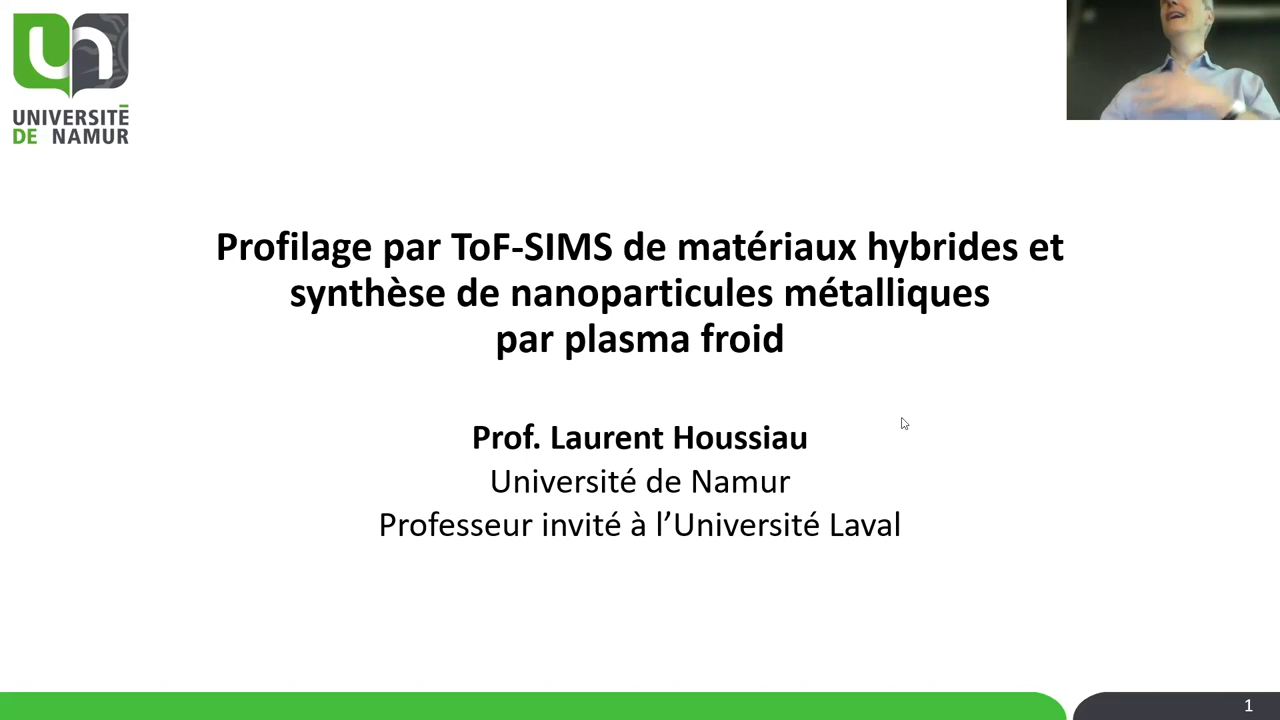 UNIVERSITÉ
DE NAMUR
Profilage par ToF-SIMS de matériaux hybrides et
synthèse de nanoparticules métalliques
par plasma froid
Prof. Laurent Houssiau
Université de Namur
Professeur invité à l’Université Laval
1